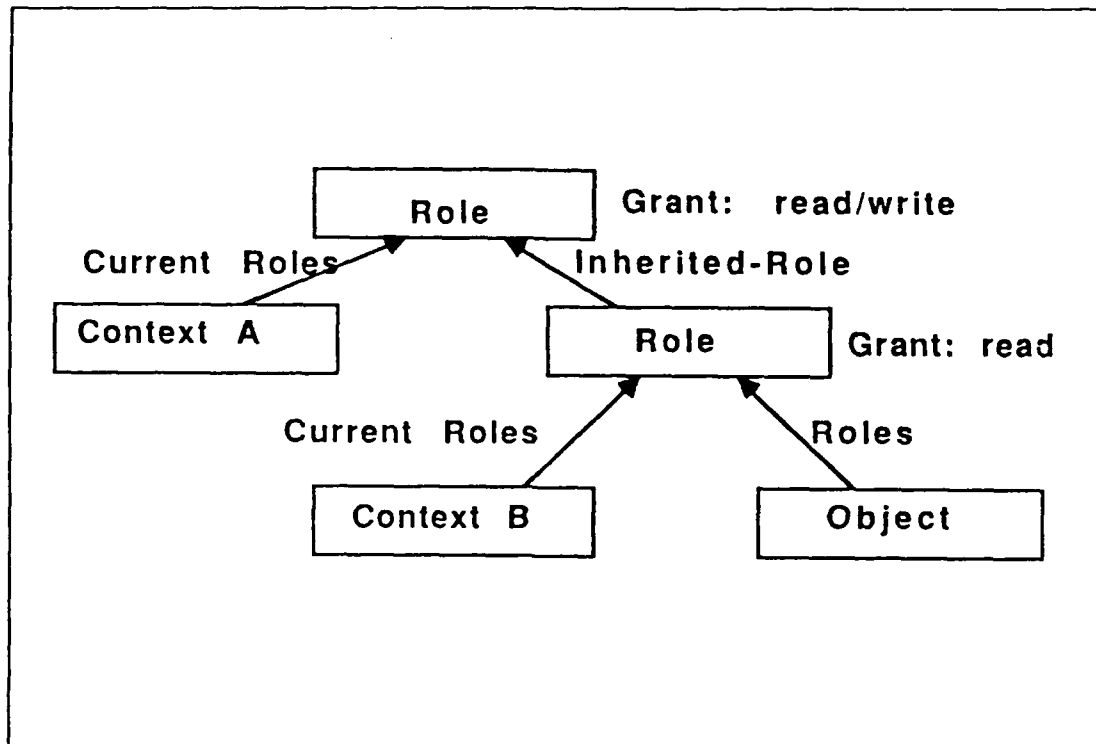 Role
Grant: read/write
Current Roles
Inherited-Role
Context A
Role
Grant: read
Current Roles
Roles
Context B
Object